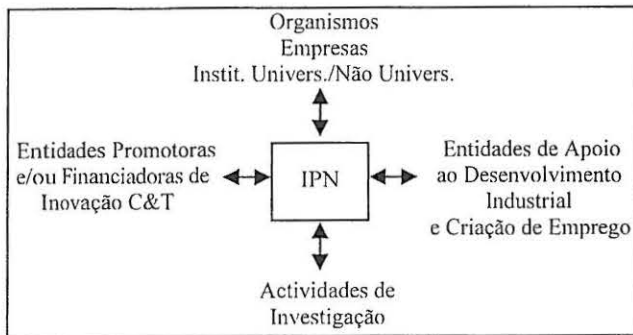 Organismos
Empresas
Instit. Univers./Não Univers.
Entidades Promotoras
e/ou Financiadoras de
Inovação C&T
IPN
Entidades de Apoio
ao Desenvolvimento
Industrial
e Criação de Emprego
Actividades de
Investigação